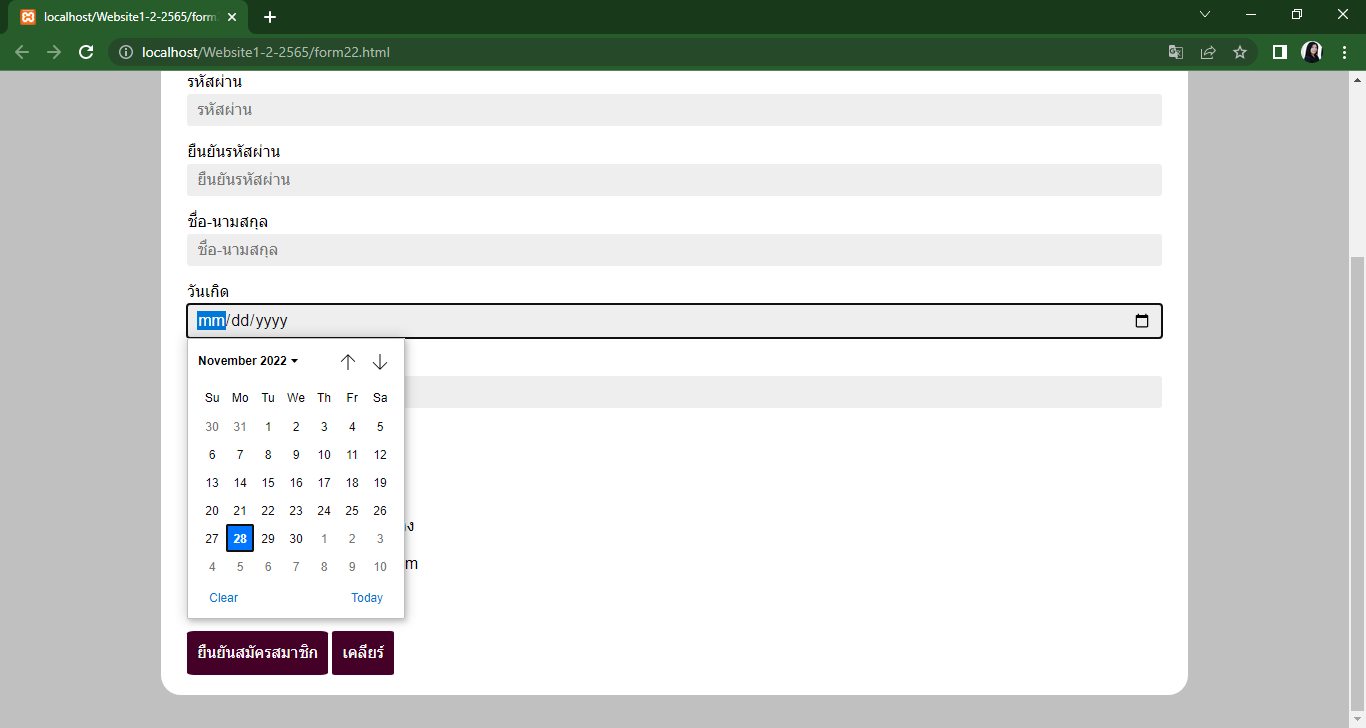 localhost/Website1-2-2565/form
localhost/Website1-2-2565/form22.html
รหัสผ่าน
รหัสผ่าน
ยืนยันรหัสผ่าน
ยืนยันรหัสผ่าน
ชื่อ-นามสกุล
ชื่อ-นามสกุล
วันเกิด
mm/dd/yyyy
November 2022
Su Mo Tu We Th Fr Sa
30 31 1 2 3 4 5
6 7 8 9 10 11 12
13 14 15 16 17 18 19
20 21 22 23 24 25 26
27 28 29 30 1 2 3
4 5 6 7 8 9 10
Clear Today
ยืนยันสมัครสมาชิก เคลียร์